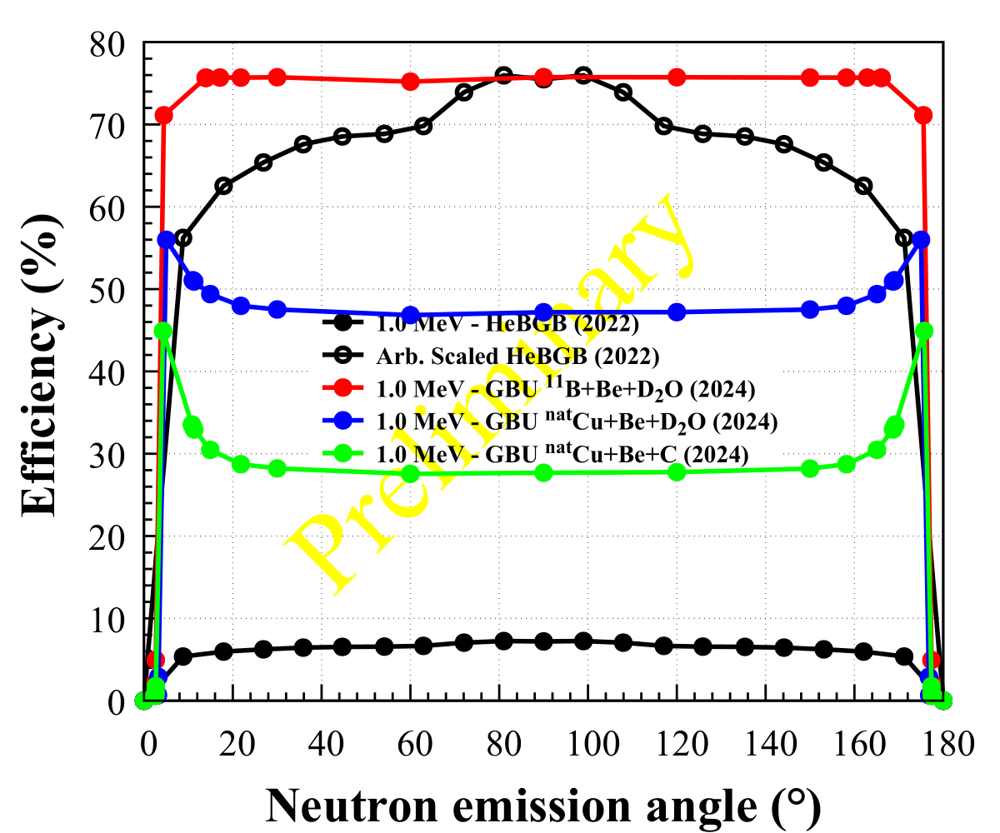 80
70
60
50
40
30
20
10
0
Efficiency (%)
1.0 MeV - HeBGB (2022)
Arb. Scaled HeBGB (2022)
1.0 MeV - GBU ¹¹B+Be+D₂O (2024)
1.0 MeV - GBU ⁿᵃᵗCu+Be+D₂O (2024)
1.0 MeV - GBU ⁿᵃᵗCu+Be+C (2024)
Preliminary
0 20 40 60 80 100 120 140 160 180
Neutron emission angle (°)